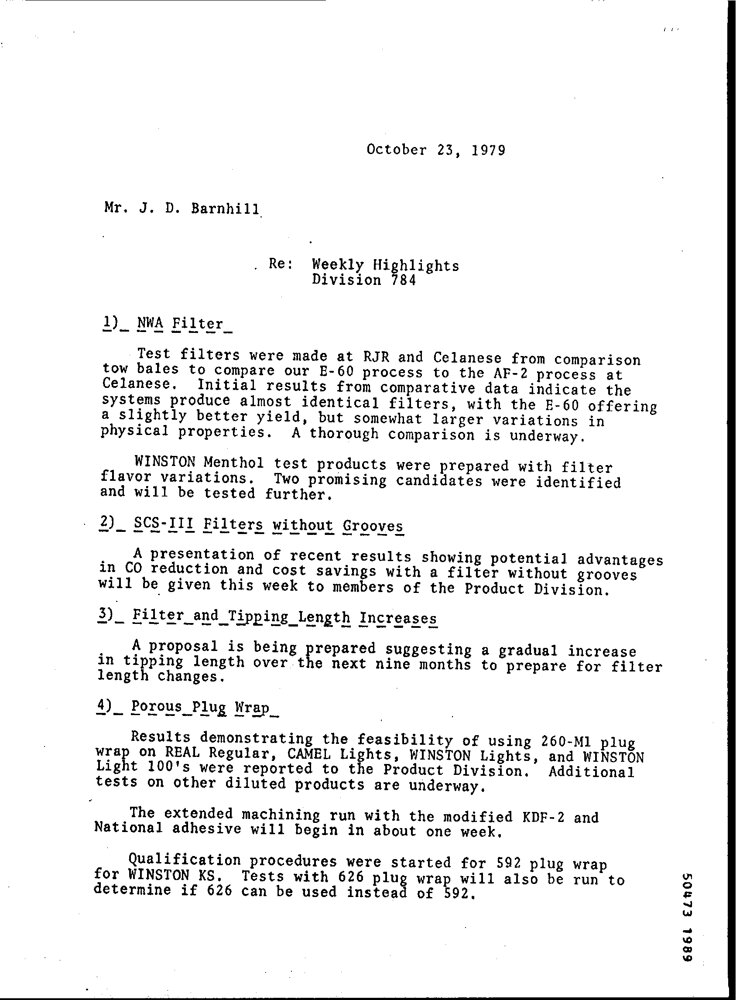 October 23, 1979
Mr. J. D. Barnhill
Re: Weekly Highlights
Division 784
1) NWA Filter
Test filters were made at RJR and Celanese from comparison
tow bales to compare our E-60 process to the AF-2 process at
Celanese. Initial results from comparative data indicate the
systems produce almost identical filters, with the E-60 offering
a slightly better yield, but somewhat larger variations in
physical properties. A thorough comparison is underway.
WINSTON Menthol test products were prepared with filter
flavor variations. Two promising candidates were identified
and will be tested further.
2) SCS-III Filters without Grooves
A presentation of recent results showing potential advantages
in CO reduction and cost savings with a filter without grooves
will be given this week to members of the Product Division.
3) Filter and Tipping Length Increases
A proposal is being prepared suggesting a gradual increase
in tipping length over the next nine months to prepare for filter
length changes.
4) Porous Plug Wrap
Results demonstrating the feasibility of using 260-M1 plug
wrap on REAL Regular, CAMEL Lights, WINSTON Lights, and WINSTON
Light 100's were reported to the Product Division. Additional
tests on other diluted products are underway.
The extended machining run with the modified KDF-2 and
National adhesive will begin in about one week.
Qualification procedures were started for 592 plug wrap
for WINSTON KS. Tests with 626 plug wrap will also be run to
determine if 626 can be used instead of 592.
50473 1989